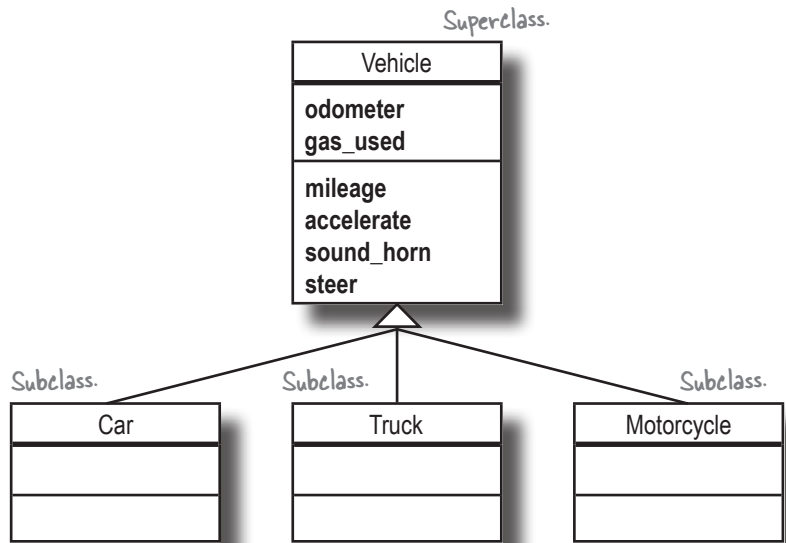 Superclass.
Vehicle
odometer
gas_used
mileage
accelerate
sound_horn
steer
Subclass.
Subclass.
Subclass.
Car
Truck
Motorcycle